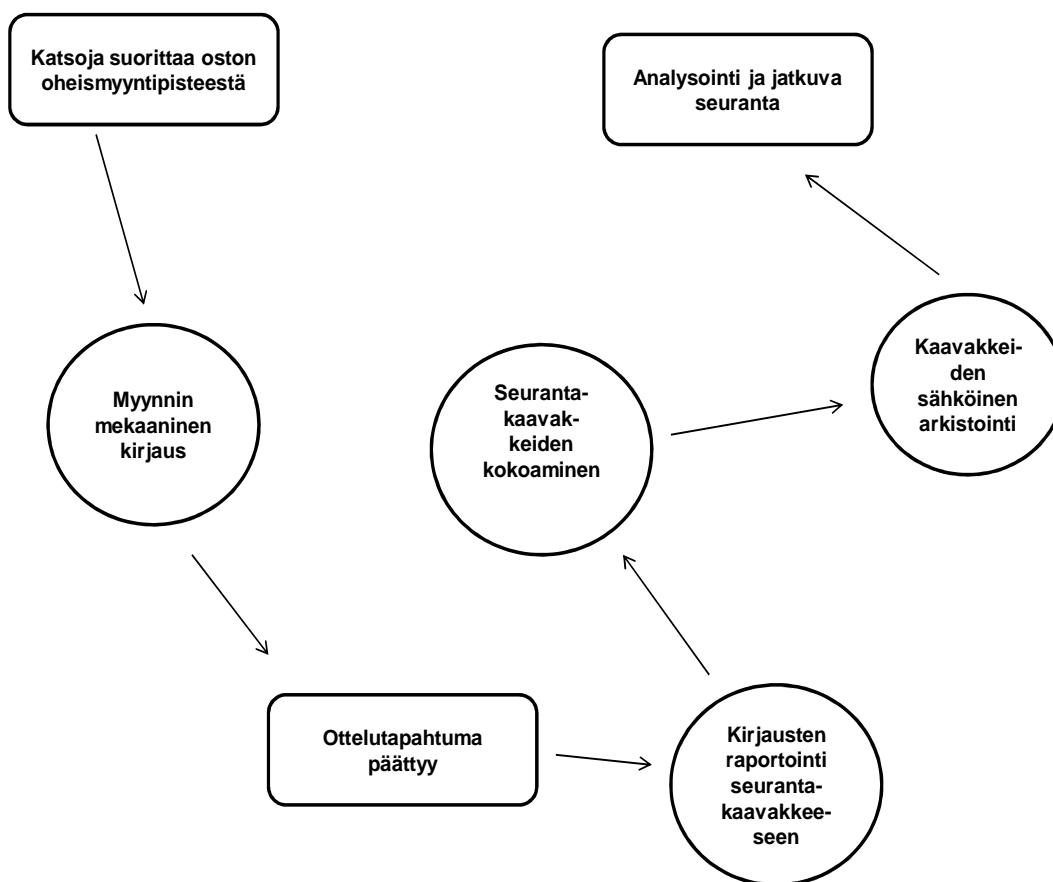 Katsoja suorittaa oston
oheismyyntipisteestä
Analysointi ja jatkuva
seuranta
Myynnin
mekaaninen
kirjaus
Seuranta-
kaavak-
keiden
kokoaminen
Kaavakkei-
den
sähköinen
arkistointi
Ottelutapahtuma
päättyy
Kirjausten
raportointi
seuranta-
kaavakkee-
seen